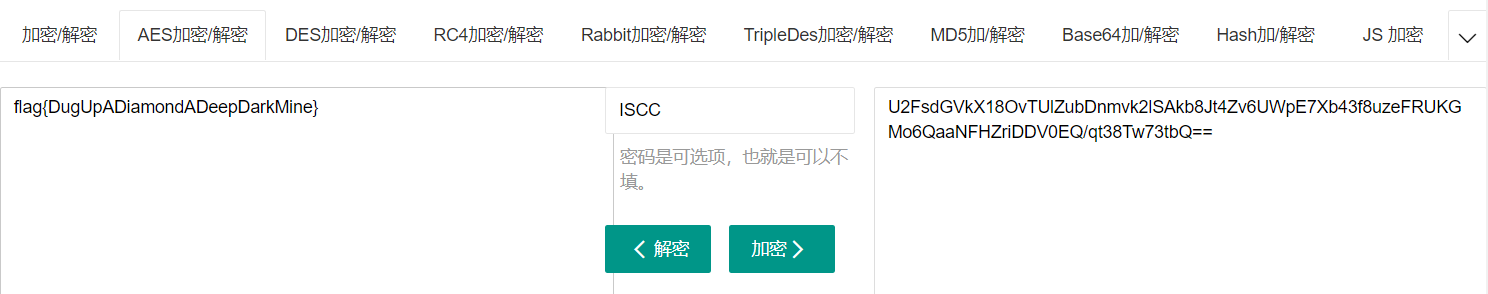 加密/解密 AES加密/解密 DES加密/解密 RC4加密/解密 Rabbit加密/解密 TripleDes加密/解密 MD5加/解密 Base64加/解密 Hash加/解密 JS 加密
flag{DugUpADiamondADeepDarkMine}
ISCC
密码是可选项，也就是可以不
填。
解密 加密
U2FsdGVkX18OvTUlZubDnmvk2lSAkb8Jt4Zv6UWpE7Xb43f8uzeFRUKG
Mo6QaaNFHZriDDV0EQ/qt38Tw73tbQ==